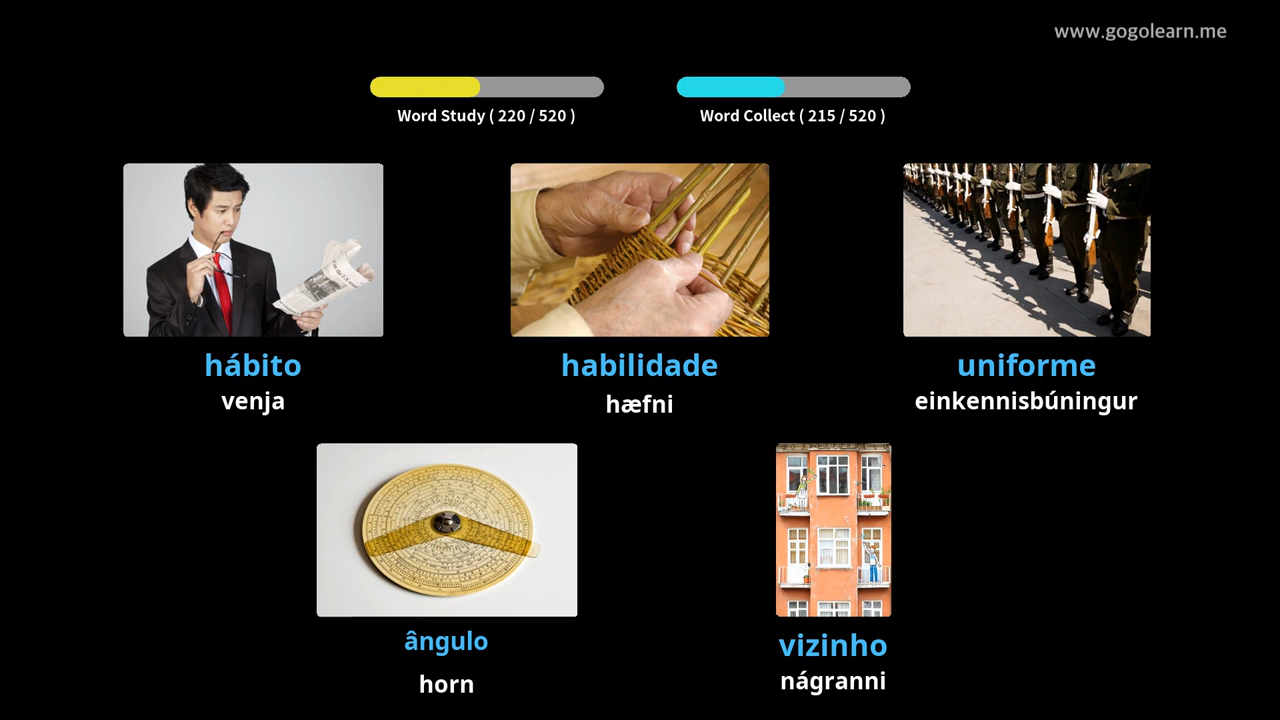 www.gogolearn.me
Word Study ( 220 / 520 )
Word Collect ( 215 / 520 )
hábito
venja
habilidade
hæfni
uniforme
einkennisbúningur
ângulo
horn
vizinho
nágranni